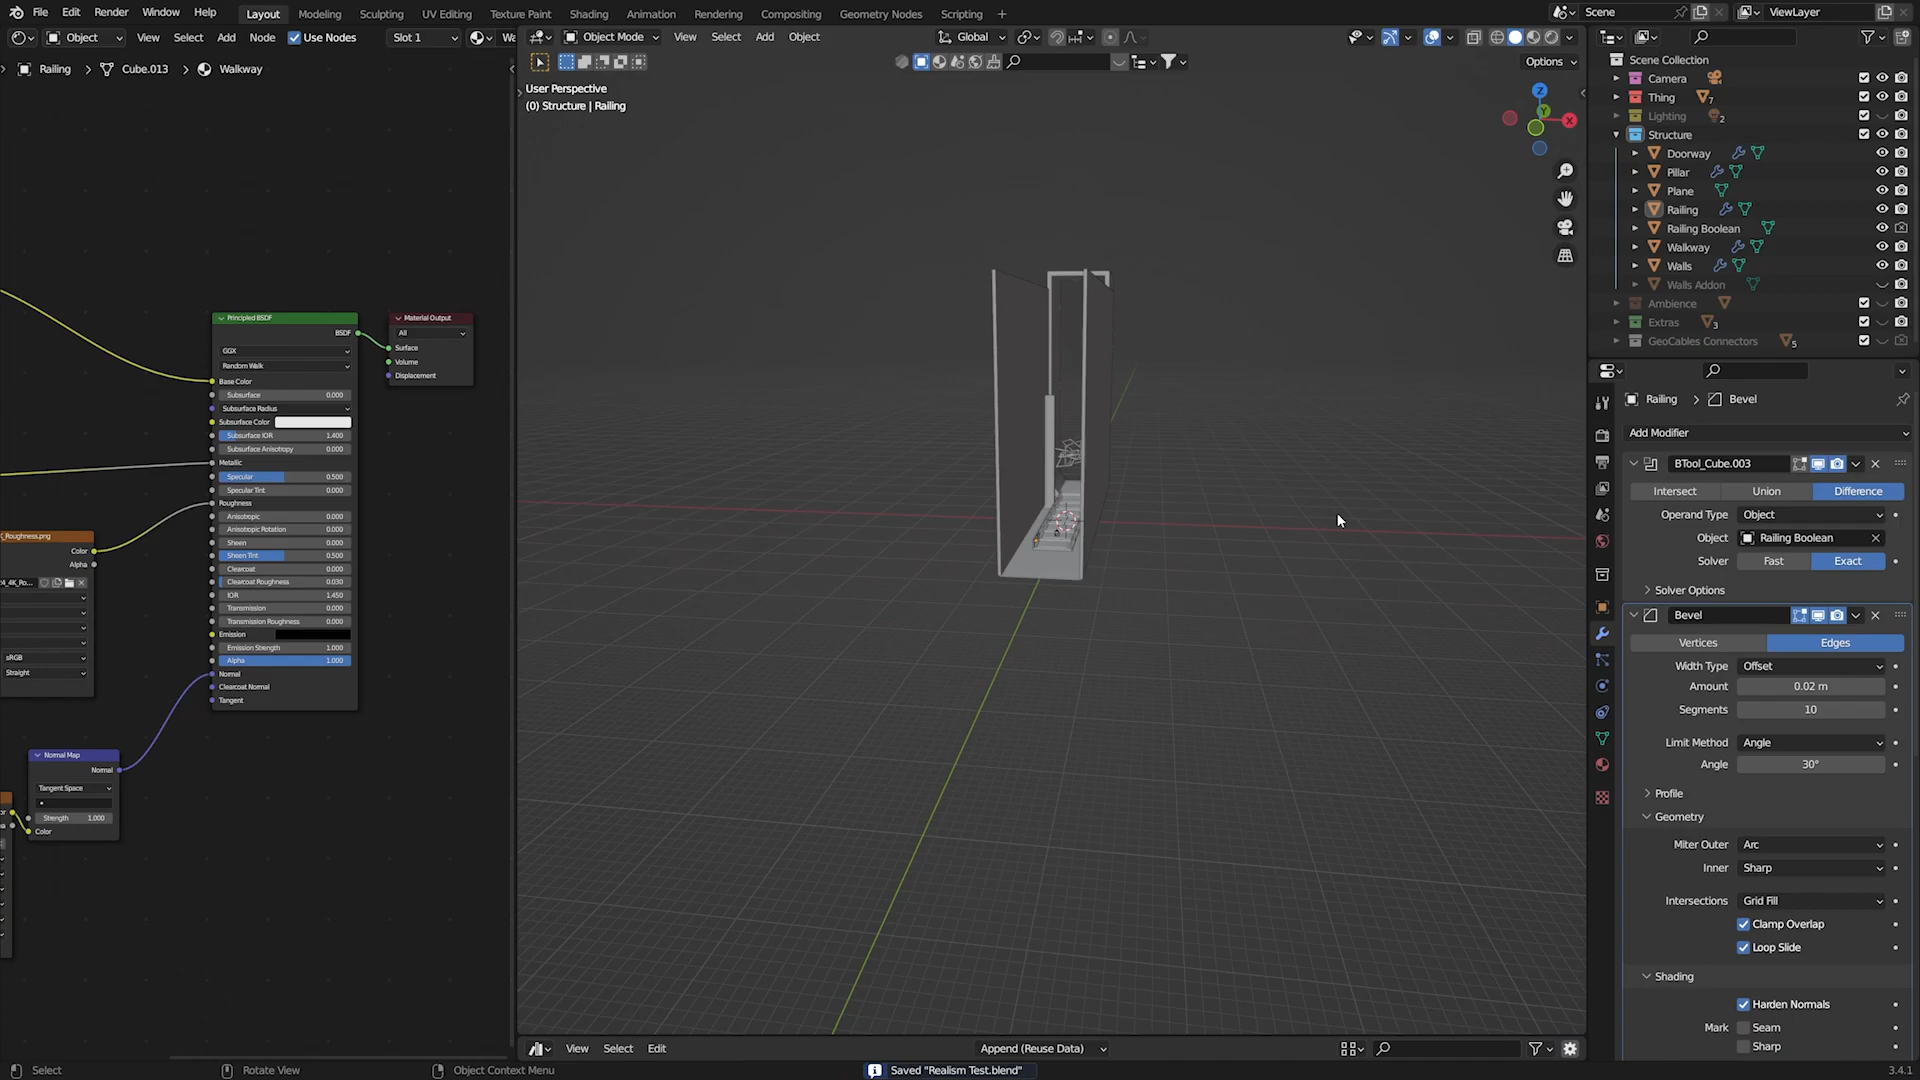 File Edit Render Window Help Layout Modeling Sculpting UV Editing Texture Paint Shading Animation Rendering Compositing Geometry Nodes Scripting + Scene ViewLayer
Object View Select Add Node Use Nodes Slot 1 Wa
Object Mode View Select Add Object Global
Railing > Cube.013 > Walkway
Options
User Perspective
(0) Structure | Railing
Z
Y
X
Principled BSDF
BSDF
GGX
Random Walk
Base Color
Subsurface 0.000
Subsurface Radius
Subsurface Color
Subsurface IOR 1.400
Subsurface Anisotropy 0.000
Metallic
Specular 0.500
Specular Tint 0.000
Roughness
Anisotropic 0.000
Anisotropic Rotation 0.000
Sheen 0.000
Sheen Tint 0.500
Clearcoat 0.000
Clearcoat Roughness 0.030
IOR 1.450
Transmission 0.000
Transmission Roughness 0.000
Emission
Emission Strength 1.000
Alpha 1.000
Normal
Clearcoat Normal
Tangent
Material Output
All
Surface
Volume
Displacement
_Roughness.png
Color
Alpha
24_4K_Ro...
sRGB
Straight
Normal Map
Normal
Tangent Space
Strength 1.000
Color
Scene Collection
Camera
Thing 7
Lighting 2
Structure
Doorway
Pillar
Plane
Railing
Railing Boolean
Walkway
Walls
Walls Addon
Ambience
Extras 3
GeoCables Connectors 5
Railing > Bevel
Add Modifier
BTool_Cube.003
Intersect Union Difference
Operand Type Object
Object Railing Boolean
Solver Fast Exact
Solver Options
Bevel
Vertices Edges
Width Type Offset
Amount 0.02 m
Segments 10
Limit Method Angle
Angle 30°
Profile
Geometry
Miter Outer Arc
Inner Sharp
Intersections Grid Fill
Clamp Overlap
Loop Slide
Shading
Harden Normals
Mark Seam
Sharp
View Select Edit Append (Reuse Data)
Select Rotate View Object Context Menu Saved "Realism Test.blend" 3.4.1